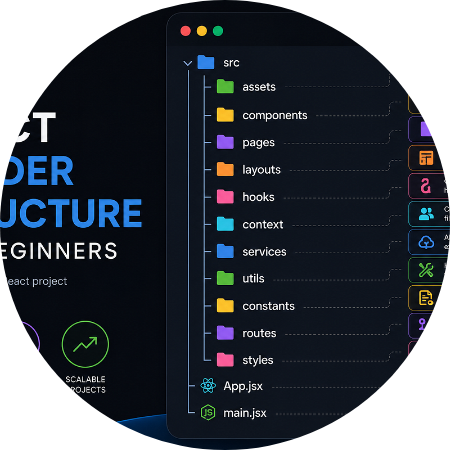 CT
DER
UCTURE
EGINNERS
eact project
SCALABLE
ROJECTS
src
assets
components
pages
layouts
hooks
context
services
utils
constants
routes
styles
App.jsx
JS
main.jsx